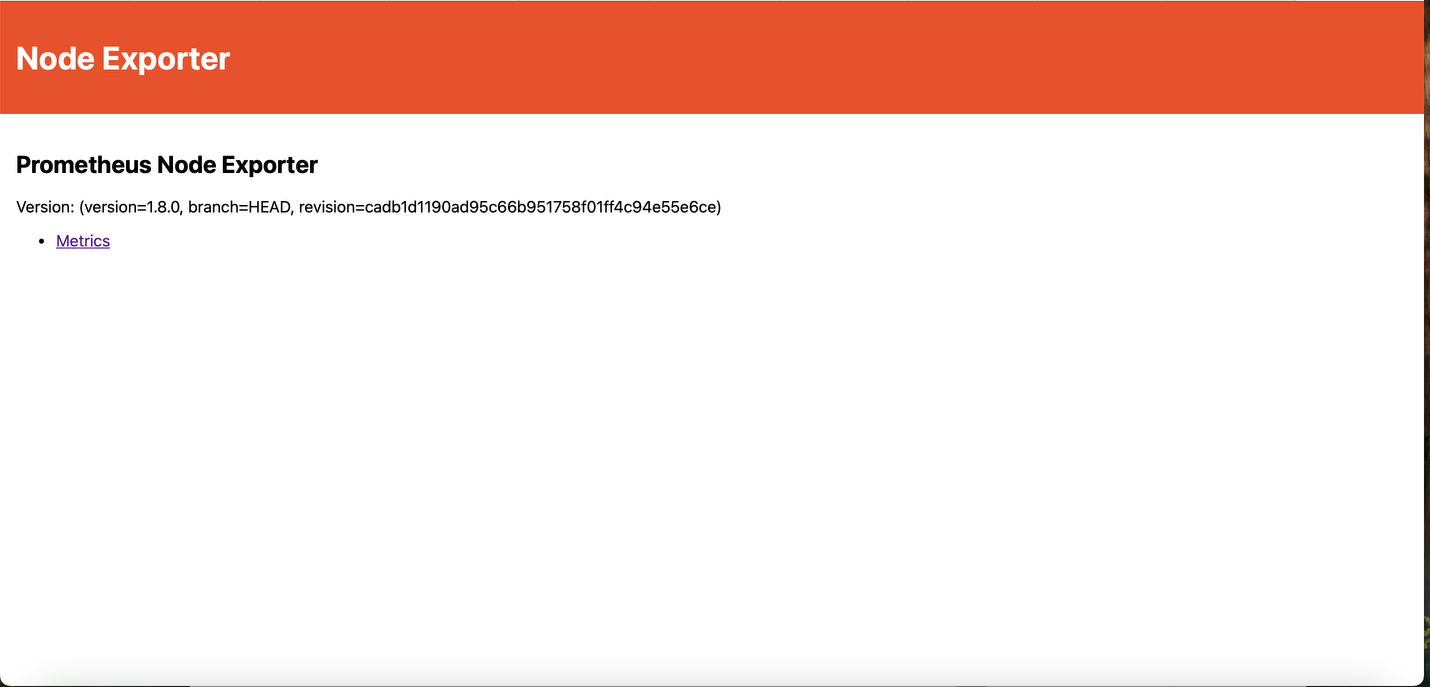 Node Exporter
Prometheus Node Exporter
Version: (version=1.8.0, branch=HEAD, revision=cadb1d1190ad95c66b951758f01ff4c94e55e6ce)
Metrics